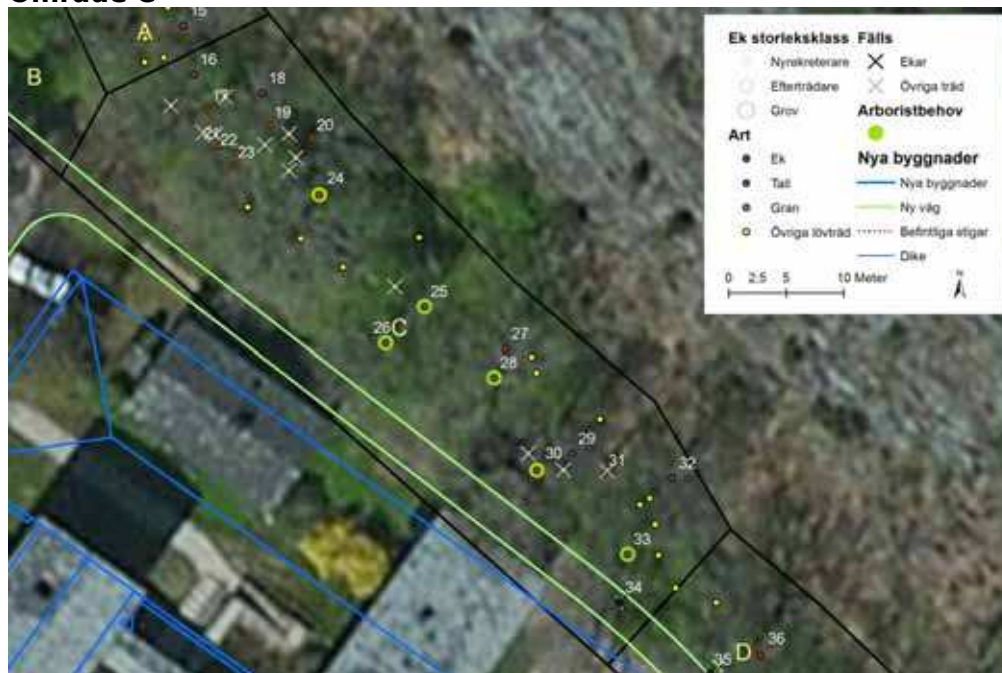 Område C
Ek storleksklass
Nyrekreterare
Efterträdare
Grov
Art
Ek
Tall
Gran
Övriga lövträd
0 2,5 5 10 Meter
Fälls
Ekar
Övriga träd
Arboristbehov
Nya byggnader
Nya byggnader
Ny väg
Befintliga stigar
Dike
N
A
15
B
16
18
17
19
20
22
23
24
25
26
C
27
28
29
30
31
32
33
34
35
D
36